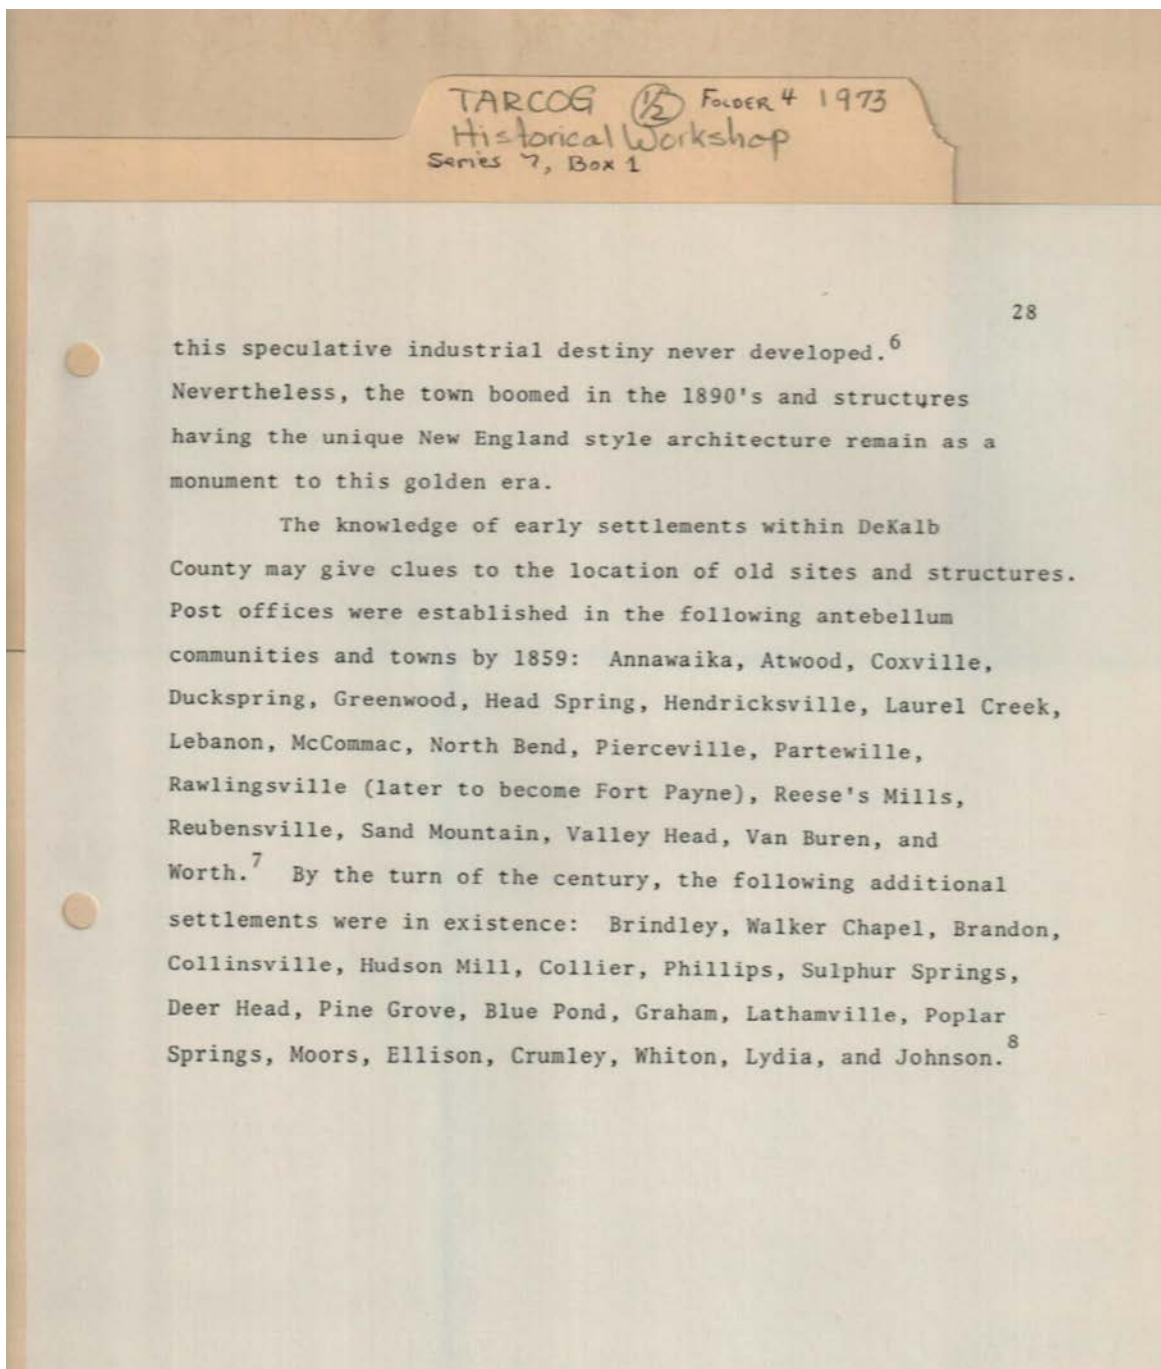 TARCOG 1/2 FOLDER 4 1973
Historical Workshop
Series 7, Box 1
28
this speculative industrial destiny never developed.6
Nevertheless, the town boomed in the 1890's and structures
having the unique New England style architecture remain as a
monument to this golden era.
The knowledge of early settlements within DeKalb
County may give clues to the location of old sites and structures.
Post offices were established in the following antebellum
communities and towns by 1859: Annawaika, Atwood, Coxville,
Duckspring, Greenwood, Head Spring, Hendricksville, Laurel Creek,
Lebanon, McCommac, North Bend, Pierceville, Partewille,
Rawlingsville (later to become Fort Payne), Reese's Mills,
Reubensville, Sand Mountain, Valley Head, Van Buren, and
Worth.7 By the turn of the century, the following additional
settlements were in existence: Brindley, Walker Chapel, Brandon,
Collinsville, Hudson Mill, Collier, Phillips, Sulphur Springs,
Deer Head, Pine Grove, Blue Pond, Graham, Lathamville, Poplar
Springs, Moors, Ellison, Crumley, Whiton, Lydia, and Johnson.8